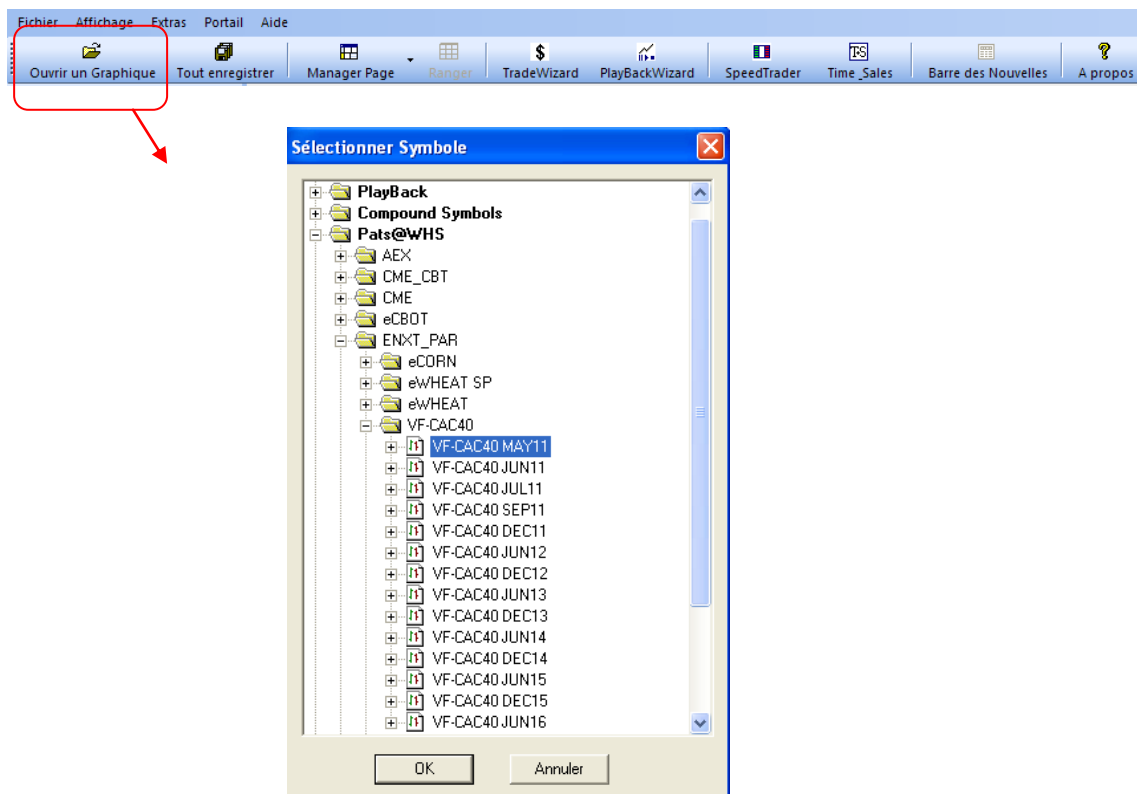 Fichier Affichage Extras Portail Aide
Ouvrir un Graphique Tout enregistrer Manager Page Ranger TradeWizard PlayBackWizard SpeedTrader Time_Sales Barre des Nouvelles A propos
Sélectionner Symbole
PlayBack
Compound Symbols
Pats@WHS
AEX
CME_CBT
CME
eCBOT
ENXT_PAR
eCORN
eWHEAT SP
eWHEAT
VF-CAC40
VF-CAC40 MAY11
VF-CAC40 JUN11
VF-CAC40 JUL11
VF-CAC40 SEP11
VF-CAC40 DEC11
VF-CAC40 JUN12
VF-CAC40 DEC12
VF-CAC40 JUN13
VF-CAC40 DEC13
VF-CAC40 JUN14
VF-CAC40 DEC14
VF-CAC40 JUN15
VF-CAC40 DEC15
VF-CAC40 JUN16
OK Annuler